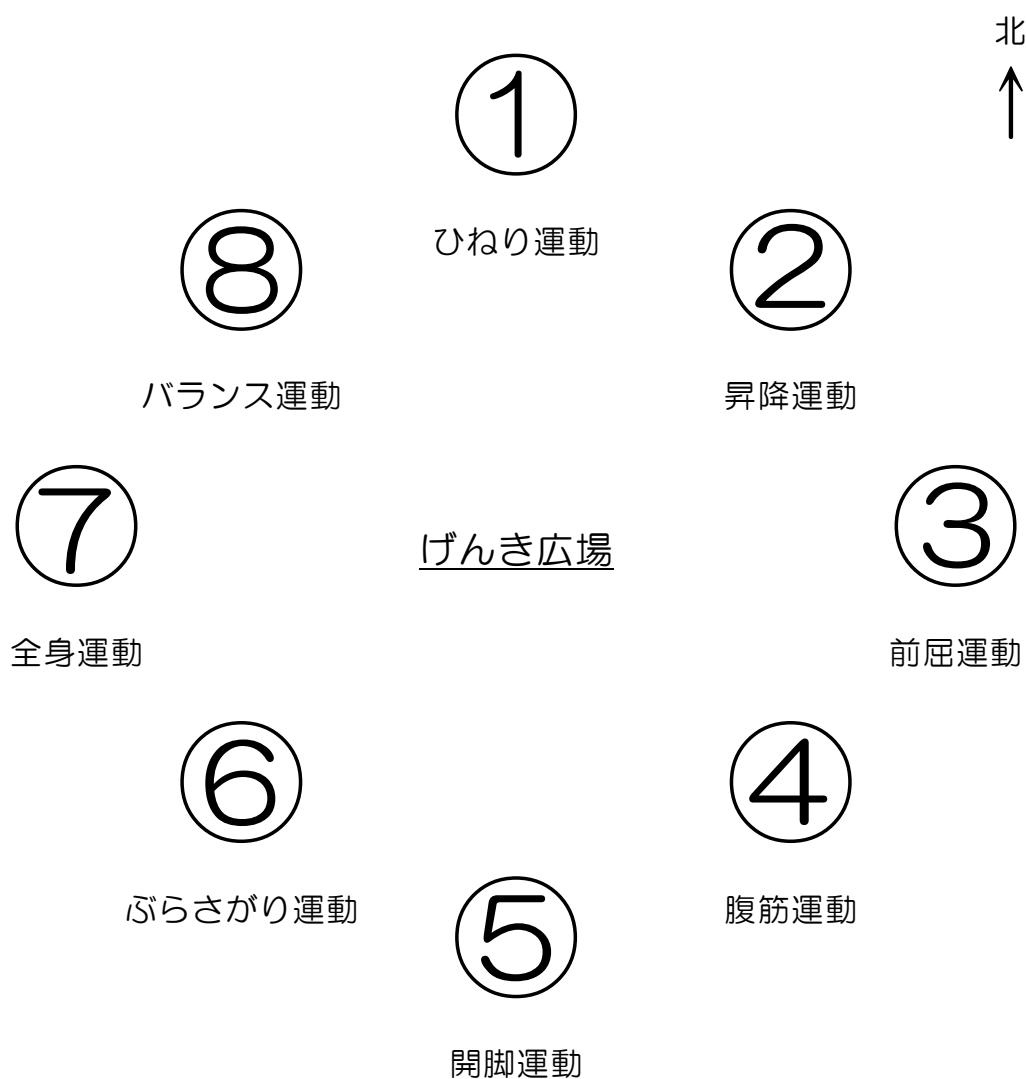 北
↑
①
ひねり運動
⑧
②
バランス運動
昇降運動
⑦
げんき広場
③
全身運動
前屈運動
⑥
④
ぶらさがり運動
腹筋運動
⑤
開脚運動